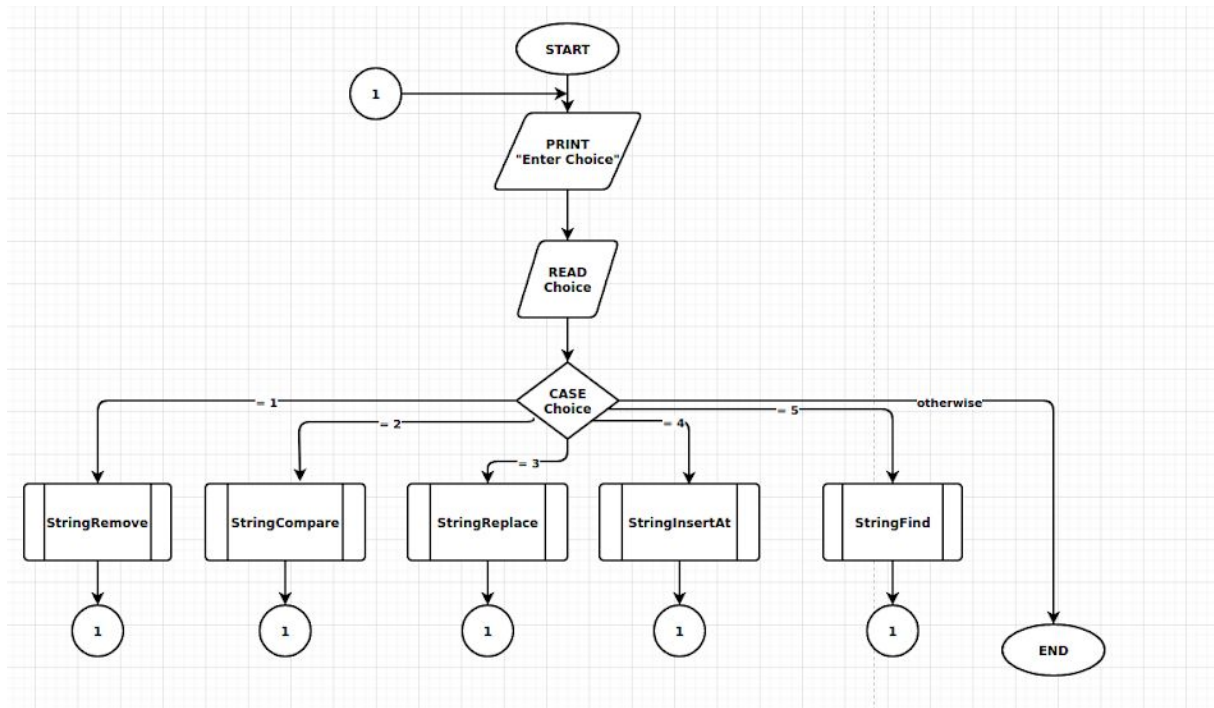 START
1
PRINT
"Enter Choice"
READ
Choice
CASE
Choice
= 1
= 2
= 3
= 4
= 5
otherwise
StringRemove
StringCompare
StringReplace
StringInsertAt
StringFind
1
1
1
1
1
END